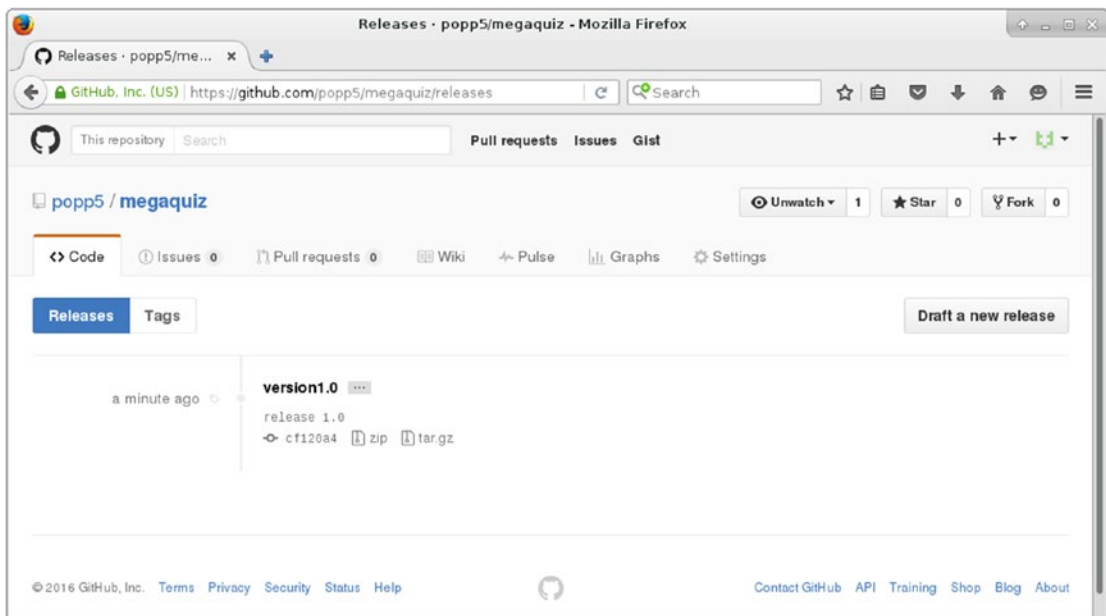 Releases · popp5/megaquiz - Mozilla Firefox
Releases · popp5/me...
GitHub, Inc. (US) https://github.com/popp5/megaquiz/releases Search
This repository Search Pull requests Issues Gist
popp5 / megaquiz Unwatch 1 Star 0 Fork 0
Code Issues 0 Pull requests 0 Wiki Pulse Graphs Settings
Releases Tags Draft a new release
version1.0 ...
a minute ago
release 1.0
cf120a4 zip tar.gz
© 2016 GitHub, Inc. Terms Privacy Security Status Help Contact GitHub API Training Shop Blog About